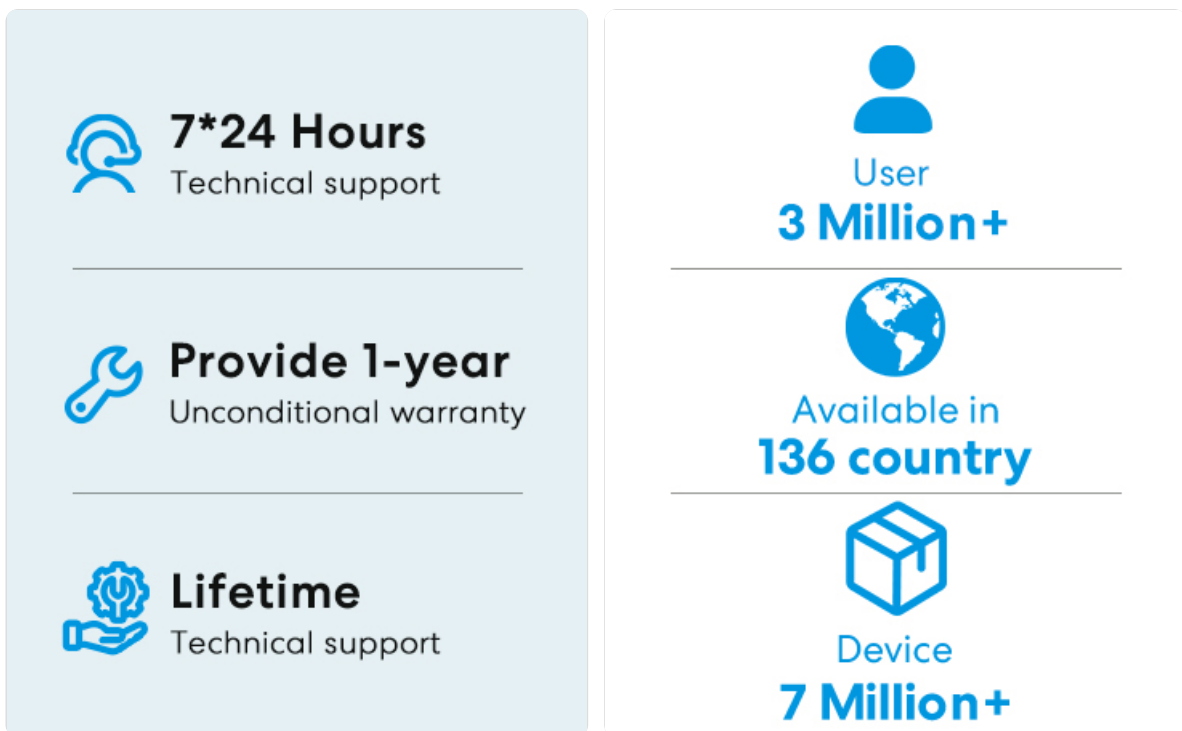 7*24 Hours
Technical support
Provide 1-year
Unconditional warranty
Lifetime
Technical support
User
3 Million+
Available in
136 country
Device
7 Million+